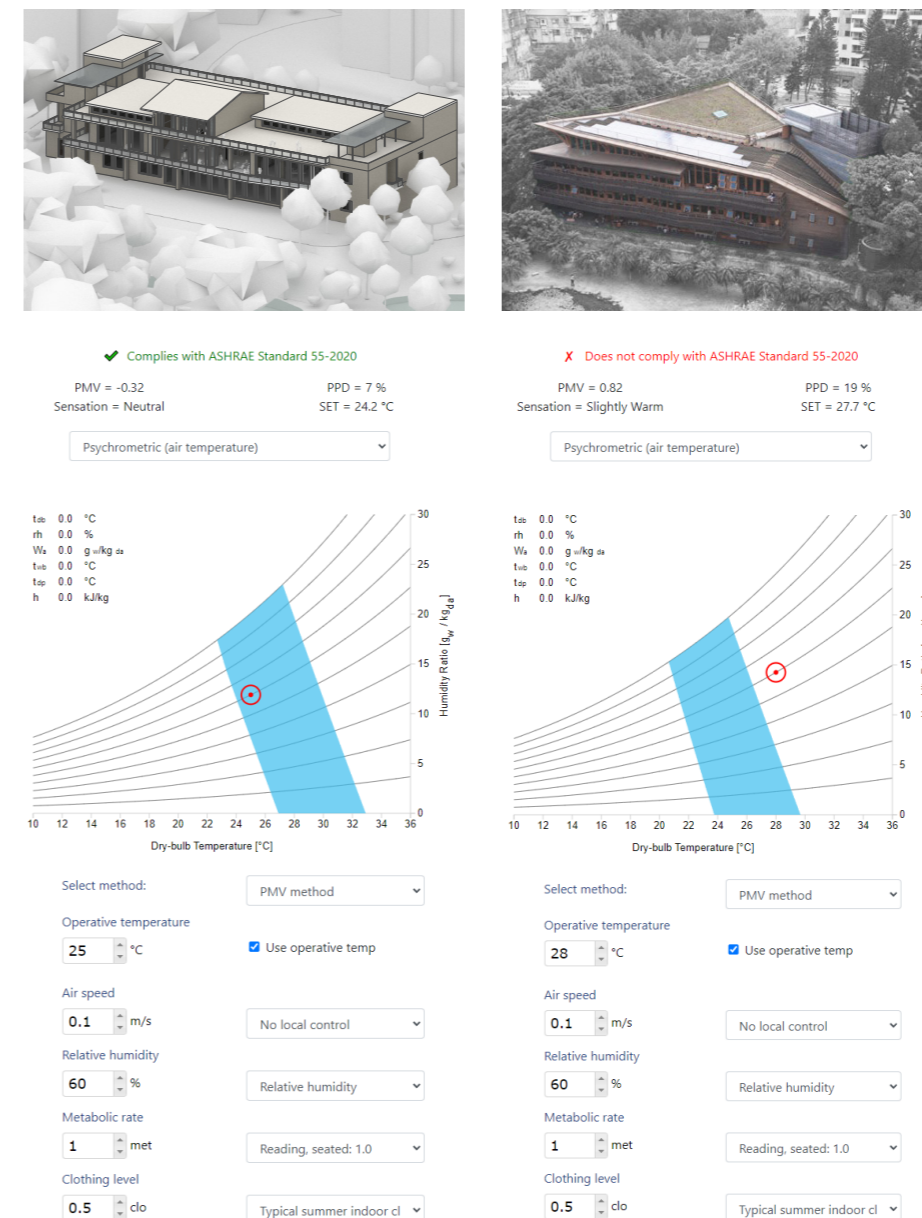 ✔ Complies with ASHRAE Standard 55-2020
PMV = -0.32 PPD = 7 %
Sensation = Neutral SET = 24.2 °C
Psychrometric (air temperature)
t db 0.0 °C
rh 0.0 %
Wa 0.0 g w/kg da
t wb 0.0 °C
t dp 0.0 °C
h 0.0 kJ/kg
30
25
20
15
10
5
0
Humidity Ratio [gw / kgda]
10 12 14 16 18 20 22 24 26 28 30 32 34 36
Dry-bulb Temperature [°C]
Select method: PMV method
Operative temperature
25 °C Use operative temp
Air speed
0.1 m/s No local control
Relative humidity
60 % Relative humidity
Metabolic rate
1 met Reading, seated: 1.0
Clothing level
0.5 clo Typical summer indoor cl
✗ Does not comply with ASHRAE Standard 55-2020
PMV = 0.82 PPD = 19 %
Sensation = Slightly Warm SET = 27.7 °C
Psychrometric (air temperature)
t db 0.0 °C
rh 0.0 %
Wa 0.0 g w/kg da
t wb 0.0 °C
t dp 0.0 °C
h 0.0 kJ/kg
30
25
20
15
10
5
0
10 12 14 16 18 20 22 24 26 28 30 32 34 36
Dry-bulb Temperature [°C]
Select method: PMV method
Operative temperature
28 °C Use operative temp
Air speed
0.1 m/s No local control
Relative humidity
60 % Relative humidity
Metabolic rate
1 met Reading, seated: 1.0
Clothing level
0.5 clo Typical summer indoor cl